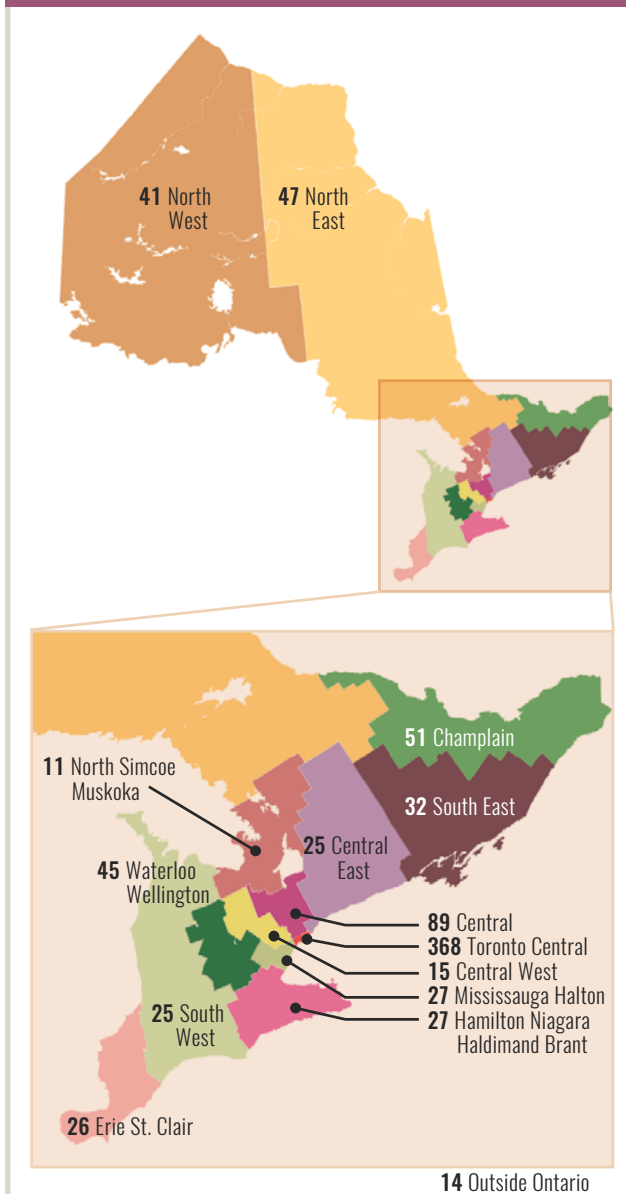 41 North
West
47 North
East
51 Champlain
11 North Simcoe
Muskoka
32 South East
25 Central
East
45 Waterloo
Wellington
89 Central
368 Toronto Central
15 Central West
27 Mississauga Halton
27 Hamilton Niagara
Haldimand Brant
25 South
West
26 Erie St. Clair
14 Outside Ontario